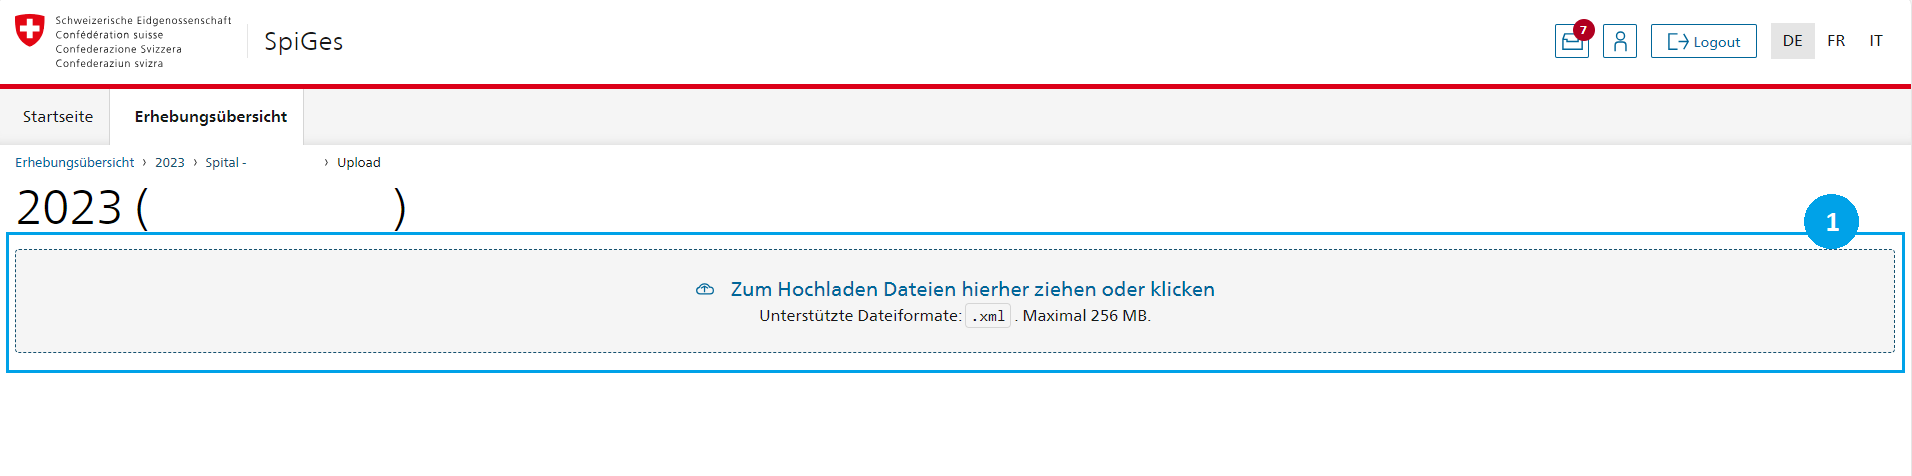 Schweizerische Eidgenossenschaft
Confédération suisse
Confederazione Svizzera
Confederaziun svizra
SpiGes
7
Logout
DE FR IT
Startseite Erhebungsübersicht
Erhebungsübersicht › 2023 › Spital - › Upload
2023 ( )
1
Zum Hochladen Dateien hierher ziehen oder klicken
Unterstützte Dateiformate: .xml . Maximal 256 MB.